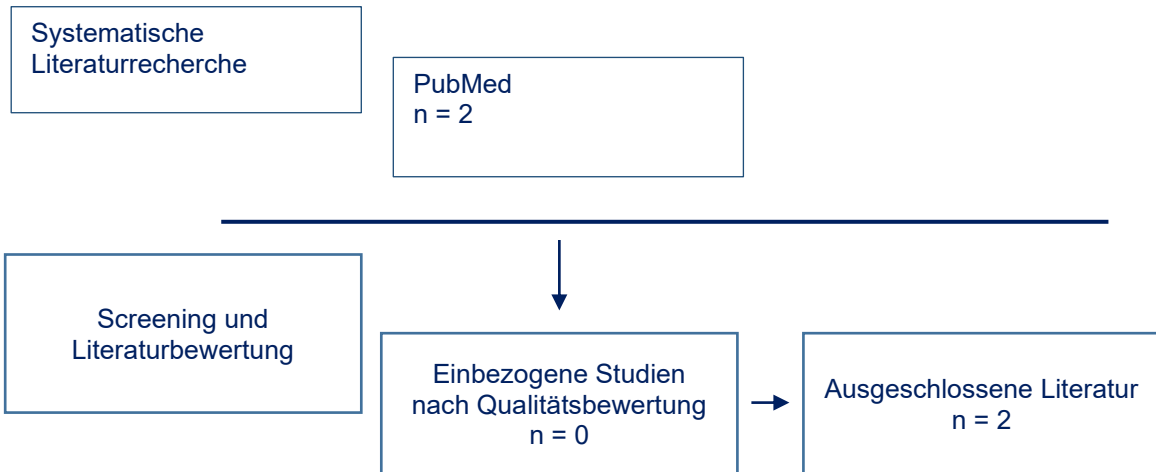 Systematische
Literaturrecherche
PubMed
n = 2
Screening und
Literaturbewertung
Einbezogene Studien
nach Qualitätsbewertung
n = 0
Ausgeschlossene Literatur
n = 2